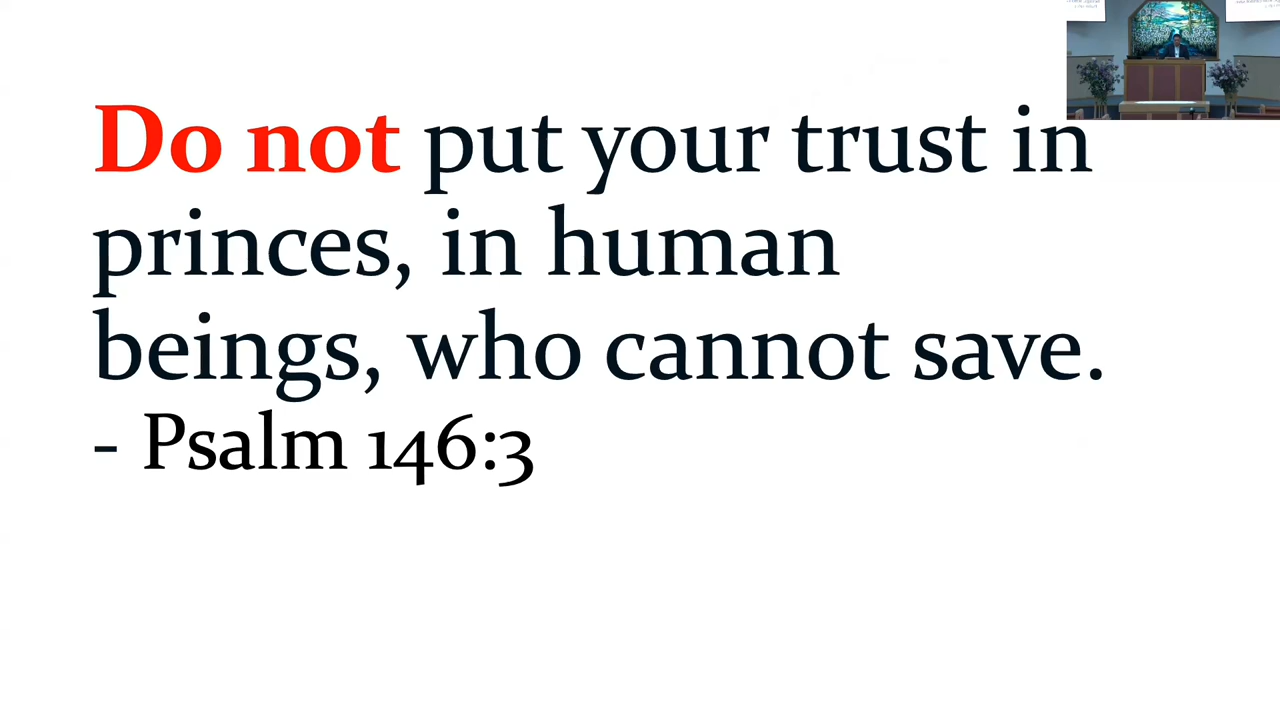 Do not put your trust in
princes, in human
beings, who cannot save.
- Psalm 146:3